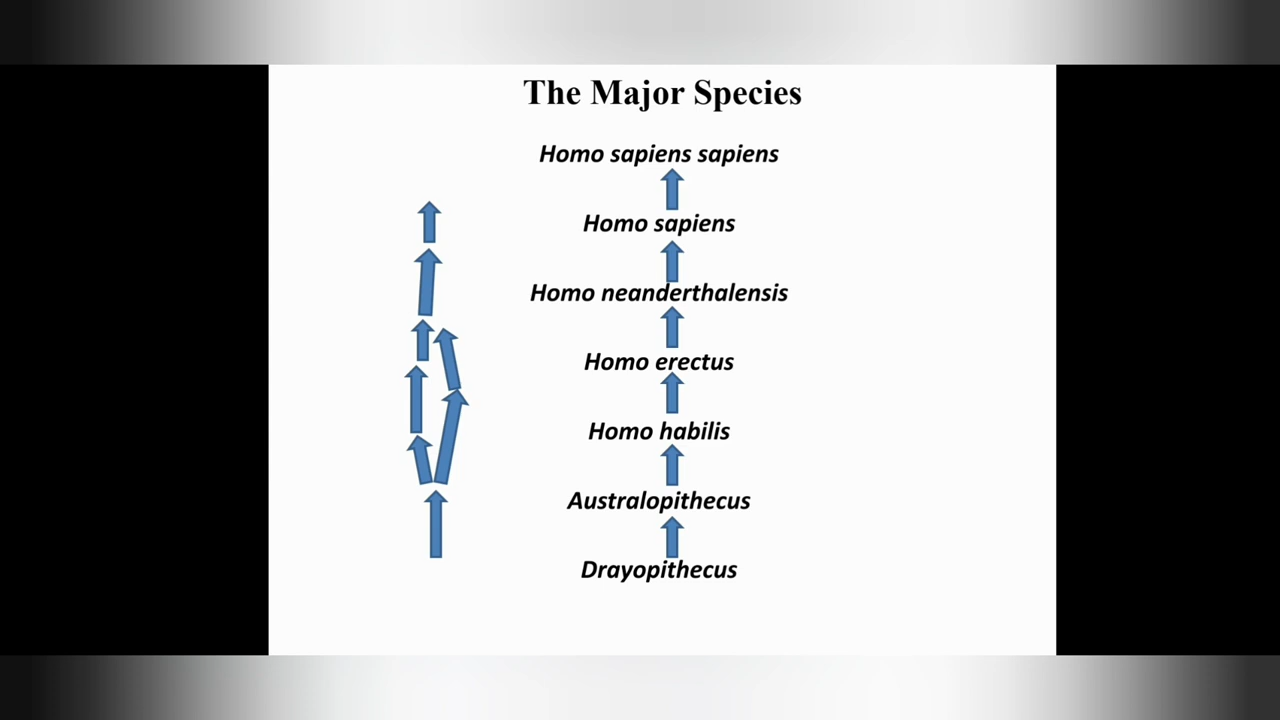 The Major Species
Homo sapiens sapiens
Homo sapiens
Homo neanderthalensis
Homo erectus
Homo habilis
Australopithecus
Drayopithecus